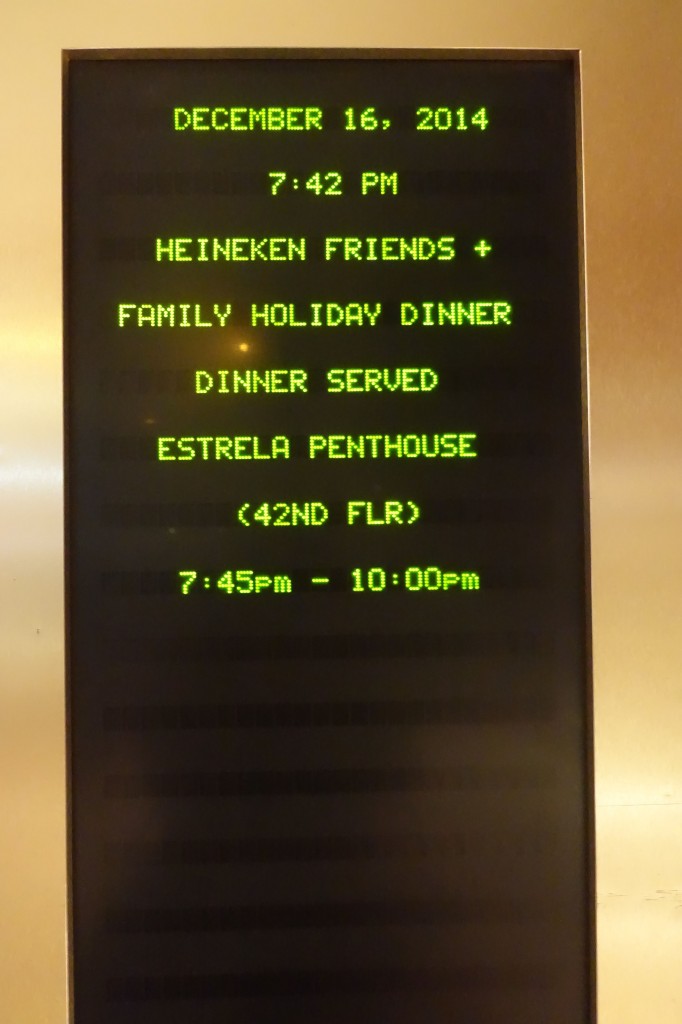 DECEMBER 16, 2014
7:42 PM
HEINEKEN FRIENDS +
FAMILY HOLIDAY DINNER
DINNER SERVED
ESTRELA PENTHOUSE
(42ND FLR)
7:45pm - 10:00pm